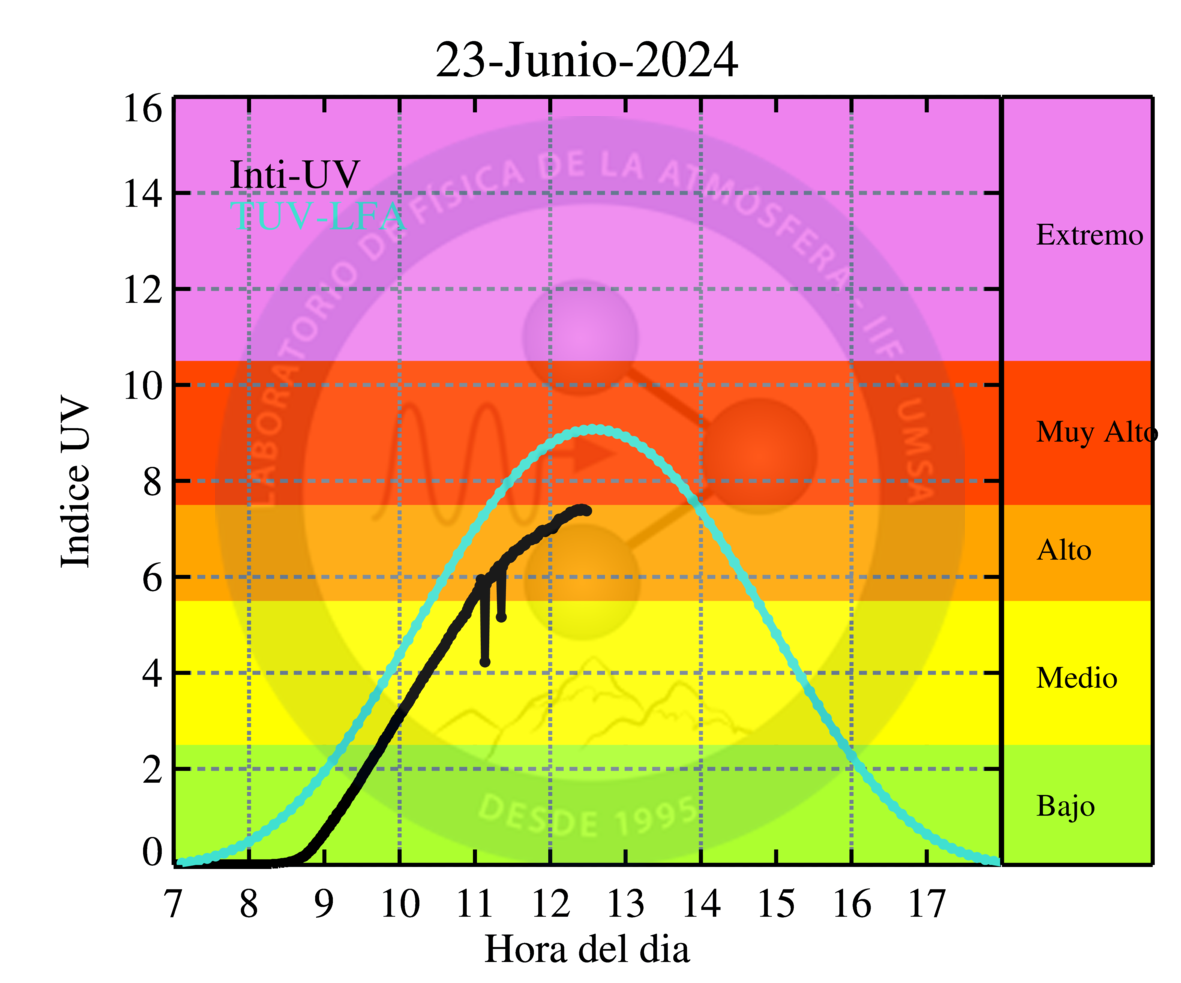 23-Junio-2024
Inti-UV
TUV-LFA
LABORATORIO DE FÍSICA DE LA ATMÓSFERA - IIF - UMSA
DESDE 1995
Indice UV
16
14
12
10
8
6
4
2
0
Extremo
Muy Alto
Alto
Medio
Bajo
7 8 9 10 11 12 13 14 15 16 17
Hora del dia